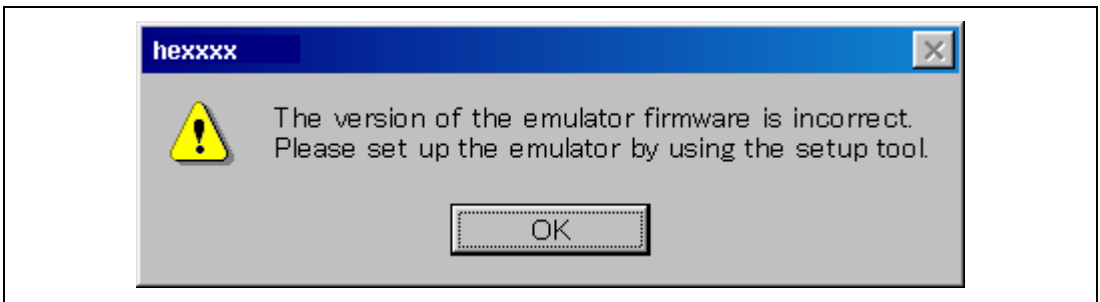 hexxxx
The version of the emulator firmware is incorrect.
Please set up the emulator by using the setup tool.
OK